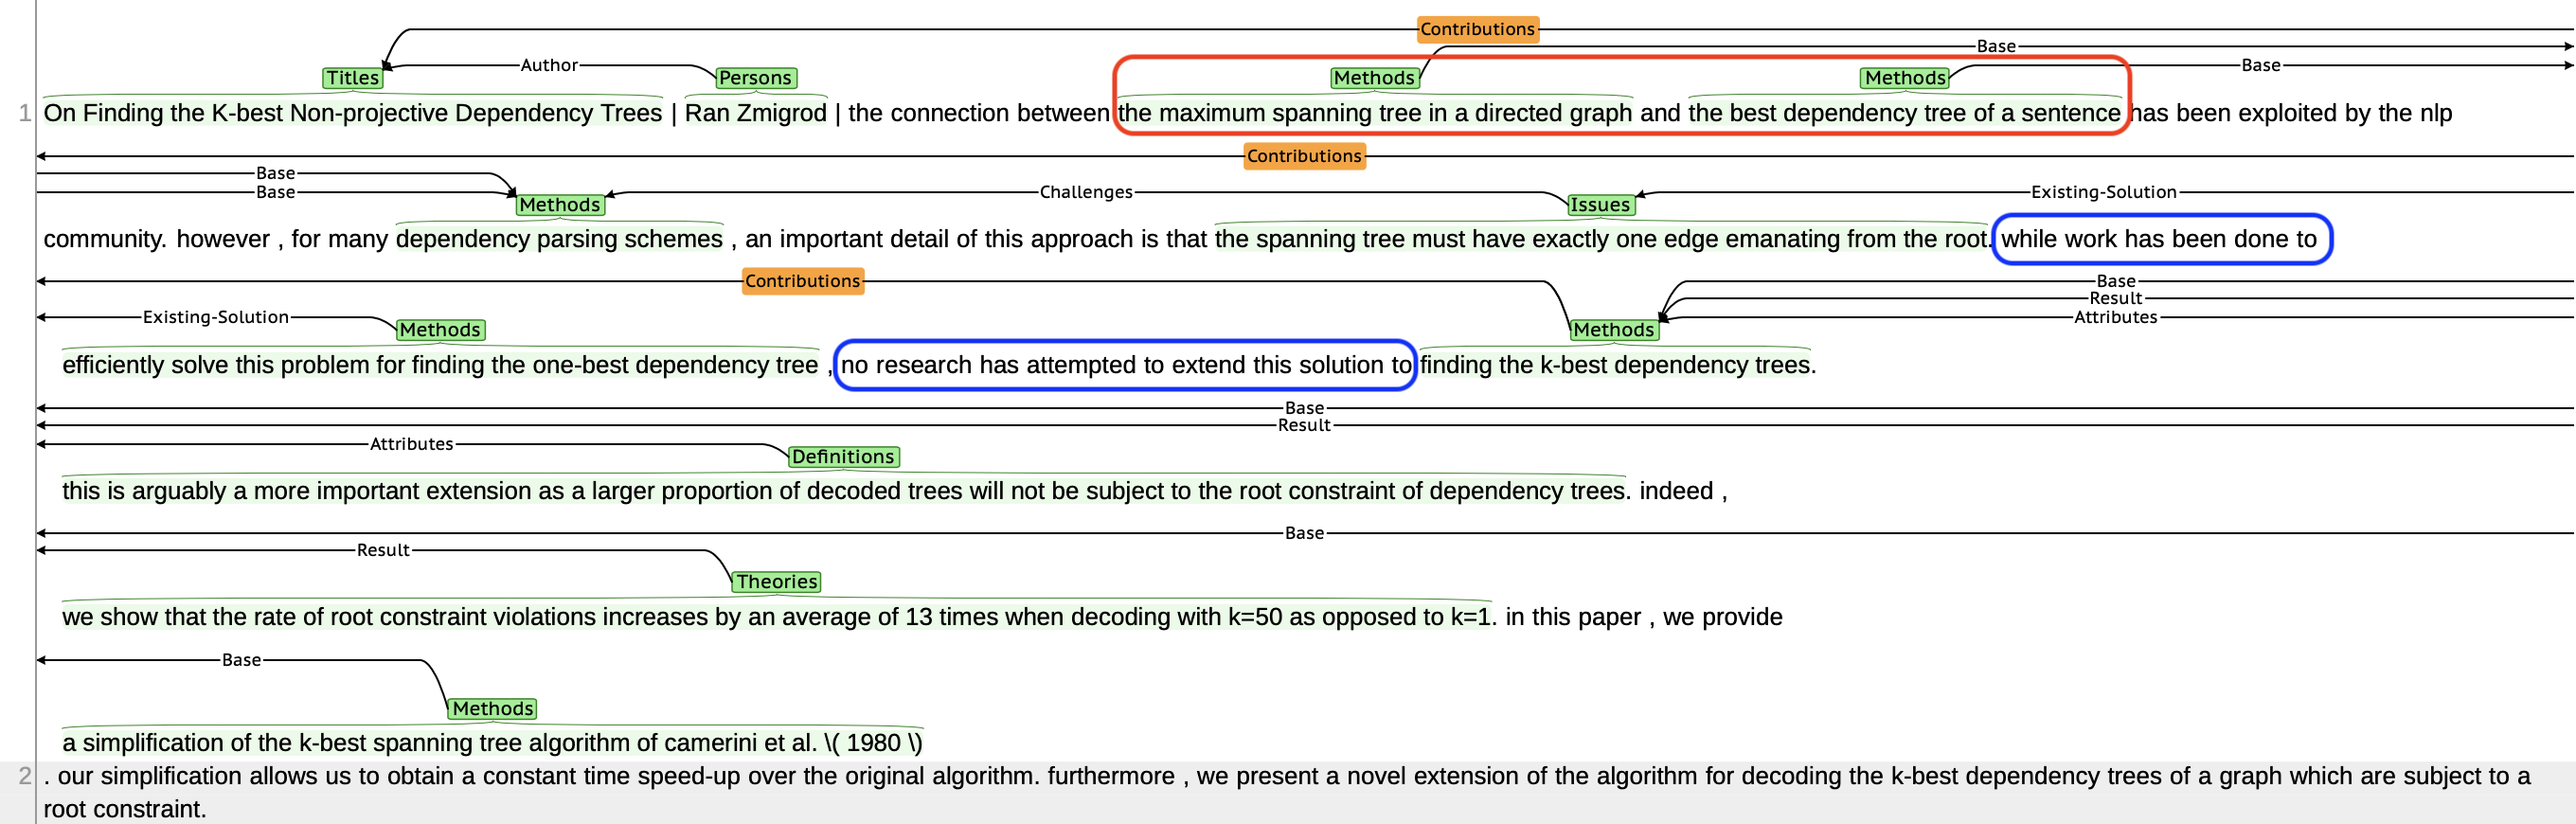 Contributions
Base
Author
Base
Titles
Persons
Methods
Methods
1 On Finding the K-best Non-projective Dependency Trees | Ran Zmigrod | the connection between the maximum spanning tree in a directed graph and the best dependency tree of a sentence has been exploited by the nlp
Contributions
Base
Base
Challenges
Existing-Solution
Methods
Issues
community. however , for many dependency parsing schemes , an important detail of this approach is that the spanning tree must have exactly one edge emanating from the root. while work has been done to
Contributions
Base
Result
Existing-Solution
Attributes
Methods
Methods
efficiently solve this problem for finding the one-best dependency tree , no research has attempted to extend this solution to finding the k-best dependency trees.
Base
Result
Attributes
Definitions
this is arguably a more important extension as a larger proportion of decoded trees will not be subject to the root constraint of dependency trees. indeed ,
Base
Result
Theories
we show that the rate of root constraint violations increases by an average of 13 times when decoding with k=50 as opposed to k=1. in this paper , we provide
Base
Methods
a simplification of the k-best spanning tree algorithm of camerini et al. \( 1980 \)
2 . our simplification allows us to obtain a constant time speed-up over the original algorithm. furthermore , we present a novel extension of the algorithm for decoding the k-best dependency trees of a graph which are subject to a
root constraint.